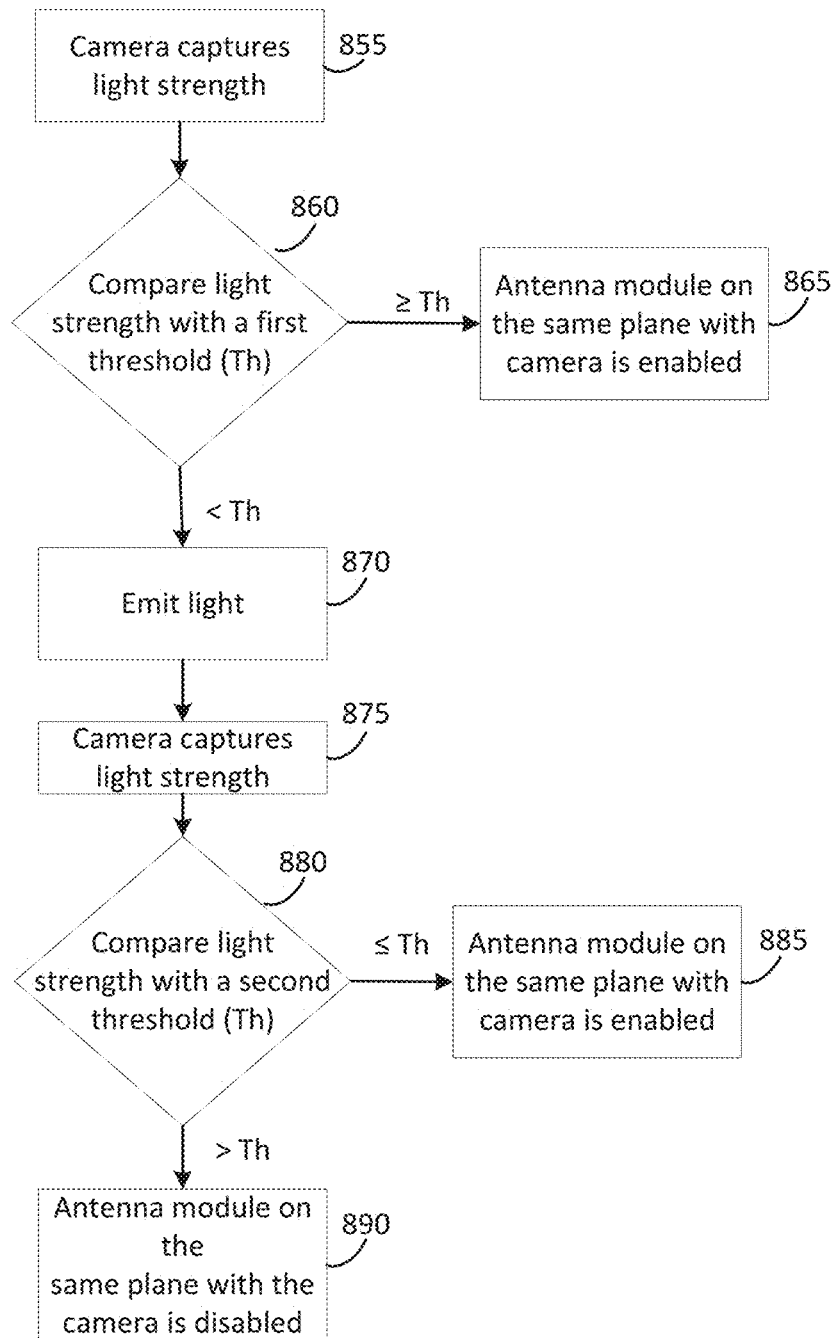 Camera captures
light strength
855
860
Compare light
strength with a first
threshold (Th)
≥ Th
Antenna module on
the same plane with
camera is enabled
865
< Th
Emit light
870
Camera captures
light strength
875
880
Compare light
strength with a second
threshold (Th)
≤ Th
Antenna module on
the same plane with
camera is enabled
885
> Th
Antenna module on
the
same plane with the
camera is disabled
890